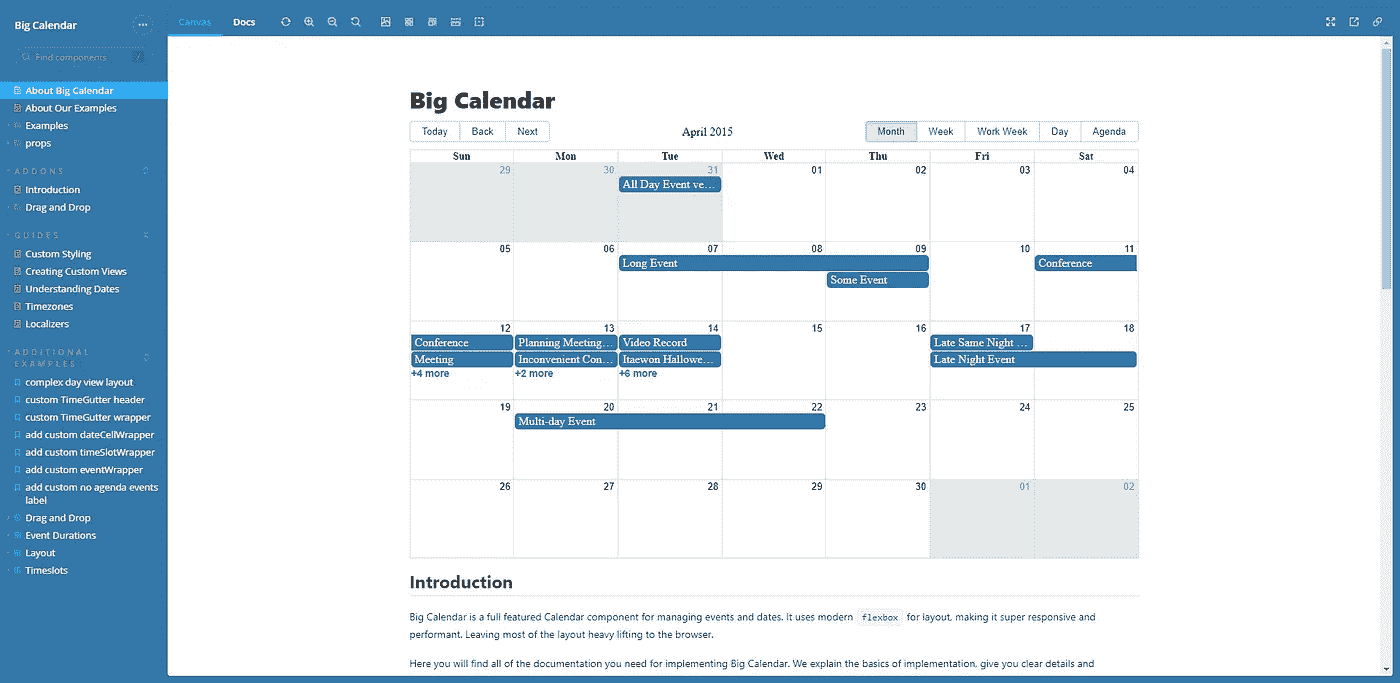 Big Calendar
...
Canvas
Docs
Find components
/
About Big Calendar
About Our Examples
Examples
props
ADDONS
Introduction
Drag and Drop
GUIDES
Custom Styling
Creating Custom Views
Understanding Dates
Timezones
Localizers
ADDITIONAL
EXAMPLES
complex day view layout
custom TimeGutter header
custom TimeGutter wrapper
add custom dateCellWrapper
add custom timeSlotWrapper
add custom eventWrapper
add custom no agenda events
label
Drag and Drop
Event Durations
Layout
Timeslots
Big Calendar
Today Back Next
April 2015
Month Week Work Week Day Agenda
Sun Mon Tue Wed Thu Fri Sat
29 30 31 01 02 03 04
All Day Event ve...
05 06 07 08 09 10 11
Long Event Conference
Some Event
12 13 14 15 16 17 18
Conference Planning Meeting... Video Record Late Same Night ...
Meeting Inconvenient Con... Itaewon Hallowe... Late Night Event
+4 more +2 more +6 more
19 20 21 22 23 24 25
Multi-day Event
26 27 28 29 30 01 02
Introduction
Big Calendar is a full featured Calendar component for managing events and dates. It uses modern flexbox for layout, making it super responsive and
performant. Leaving most of the layout heavy lifting to the browser.
Here you will find all of the documentation you need for implementing Big Calendar. We explain the basics of implementation, give you clear details and